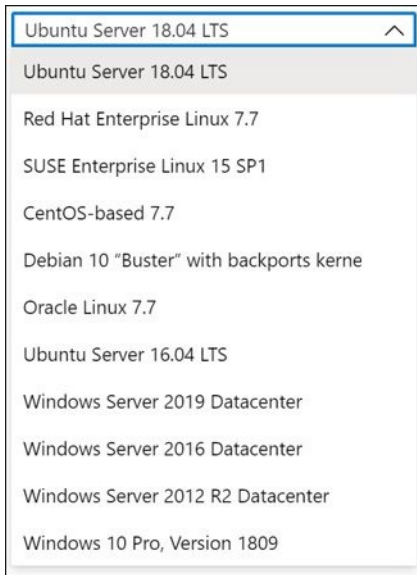 Ubuntu Server 18.04 LTS
Ubuntu Server 18.04 LTS
Red Hat Enterprise Linux 7.7
SUSE Enterprise Linux 15 SP1
CentOS-based 7.7
Debian 10 “Buster” with backports kerne
Oracle Linux 7.7
Ubuntu Server 16.04 LTS
Windows Server 2019 Datacenter
Windows Server 2016 Datacenter
Windows Server 2012 R2 Datacenter
Windows 10 Pro, Version 1809